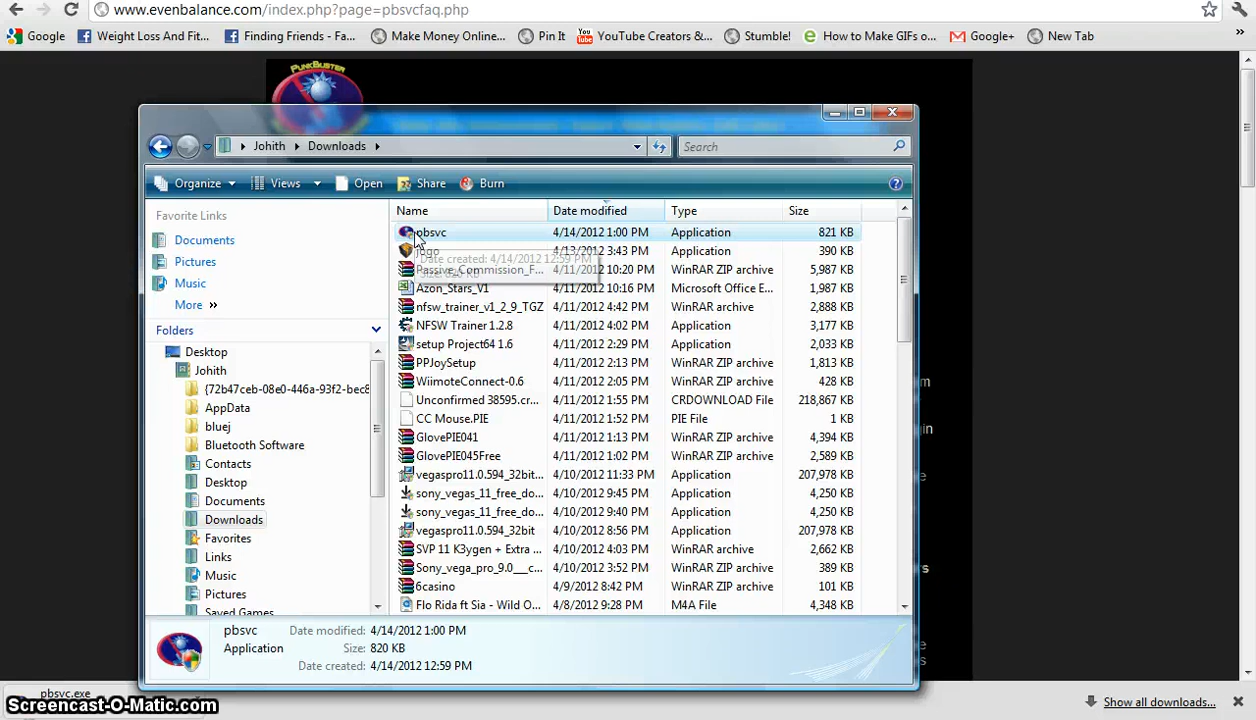 www.evenbalance.com/index.php?page=pbsvcfaq.php
Google Weight Loss And Fit... Finding Friends - Fa... Make Money Online... Pin It YouTube Creators &... Stumble! How to Make GIFs o... Google+ New Tab
PUNKBUSTER
Johith Downloads Search
Organize Views Open Share Burn
Favorite Links
Documents
Pictures
Music
More
Folders
Desktop
Johith
{72b47ceb-08e0-446a-93f2-bec8
AppData
bluej
Bluetooth Software
Contacts
Desktop
Documents
Downloads
Favorites
Links
Music
Pictures
Saved Games
Name Date modified Type Size
pbsvc 4/14/2012 1:00 PM Application 821 KB
4/13/2012 3:43 PM Application 390 KB
Date created: 4/14/2012 12:59 PM
Passive_Commission_F... 4/11/2012 10:20 PM WinRAR ZIP archive 5,987 KB
Azon_Stars_V1 4/11/2012 10:16 PM Microsoft Office E... 1,987 KB
nfsw_trainer_v1_2_9_TGZ 4/11/2012 4:42 PM WinRAR archive 2,888 KB
NFSW Trainer 1.2.8 4/11/2012 4:02 PM Application 3,177 KB
setup Project64 1.6 4/11/2012 2:29 PM Application 2,033 KB
PPJoySetup 4/11/2012 2:13 PM WinRAR ZIP archive 1,813 KB
WiimoteConnect-0.6 4/11/2012 2:05 PM WinRAR ZIP archive 428 KB
Unconfirmed 38595.cr... 4/11/2012 1:55 PM CRDOWNLOAD File 218,867 KB
CC Mouse.PIE 4/11/2012 1:52 PM PIE File 1 KB
GlovePIE041 4/11/2012 1:13 PM WinRAR ZIP archive 4,394 KB
GlovePIE045Free 4/11/2012 1:02 PM WinRAR ZIP archive 2,589 KB
vegaspro11.0.594_32bit... 4/10/2012 11:33 PM Application 207,978 KB
sony_vegas_11_free_do... 4/10/2012 9:45 PM Application 4,250 KB
sony_vegas_11_free_do... 4/10/2012 9:40 PM Application 4,250 KB
vegaspro11.0.594_32bit 4/10/2012 8:56 PM Application 207,978 KB
SVP 11 K3ygen + Extra ... 4/10/2012 4:03 PM WinRAR archive 2,662 KB
Sony_vega_pro_9.0___c... 4/10/2012 3:52 PM WinRAR ZIP archive 389 KB
6casino 4/9/2012 8:42 PM WinRAR ZIP archive 101 KB
Flo Rida ft Sia - Wild O... 4/8/2012 9:28 PM M4A File 4,348 KB
pbsvc Date modified: 4/14/2012 1:00 PM
Application Size: 820 KB
Date created: 4/14/2012 12:59 PM
pbsvc.exe
Show all downloads...
Screencast-O-Matic.com